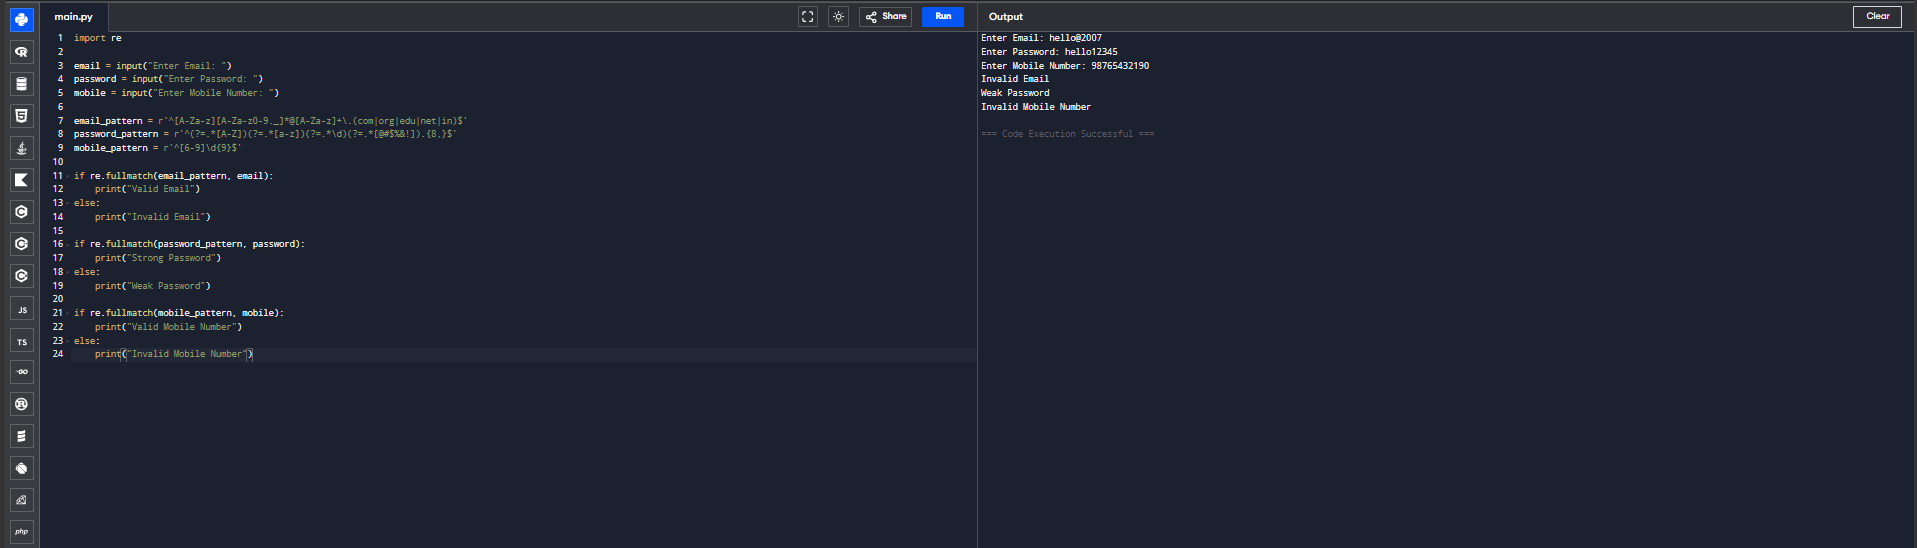 main.py
Share
Run
Output
Clear
1 import re
2
3 email = input("Enter Email: ")
4 password = input("Enter Password: ")
5 mobile = input("Enter Mobile Number: ")
6
7 email_pattern = r'^[A-Za-z][A-Za-z0-9._]*@[A-Za-z]+\.(com|org|edu|net|in)$'
8 password_pattern = r'^(?=.*[A-Z])(?=.*[a-z])(?=.*\d)(?=.*[@#$%&!]).{8,}$'
9 mobile_pattern = r'^[6-9]\d{9}$'
10
11 if re.fullmatch(email_pattern, email):
12     print("Valid Email")
13 else:
14     print("Invalid Email")
15
16 if re.fullmatch(password_pattern, password):
17     print("Strong Password")
18 else:
19     print("Weak Password")
20
21 if re.fullmatch(mobile_pattern, mobile):
22     print("Valid Mobile Number")
23 else:
24     print("Invalid Mobile Number")
Enter Email: hello@2007
Enter Password: hello12345
Enter Mobile Number: 98765432190
Invalid Email
Weak Password
Invalid Mobile Number
=== Code Execution Successful ===
JS
TS
GO
php